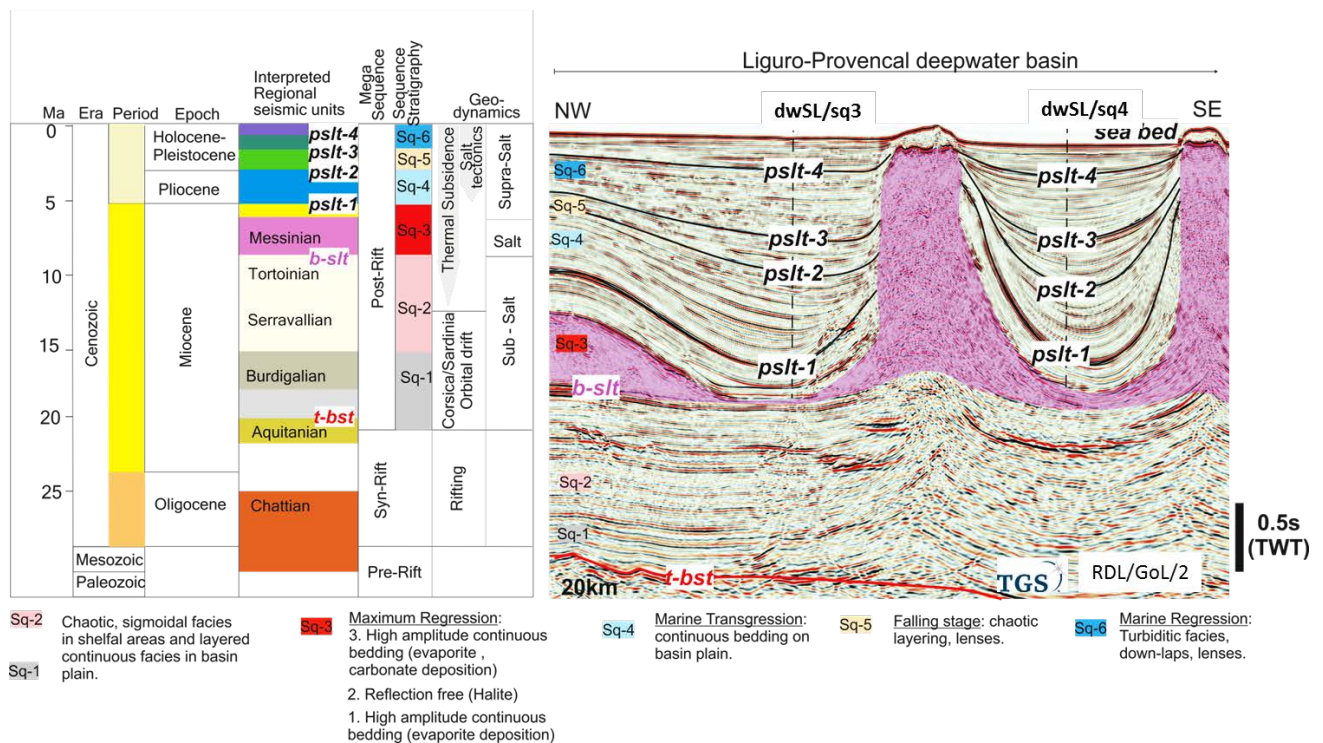 Liguro-Provencal deepwater basin
Interpreted
Regional
seismic units
Mega
Sequence
Sequence
Stratigraphy
Geo-
dynamics
Ma
Era
Period
Epoch
0
5
10
15
20
25
Cenozoic
Mesozoic
Paleozoic
Miocene
Holocene-
Pleistocene
Pliocene
Oligocene
pslt-4
pslt-3
pslt-2
pslt-1
Messinian
b-slt
Tortoinian
Serravallian
Burdigalian
t-bst
Aquitanian
Chattian
Post-Rift
Syn-Rift
Pre-Rift
Sq-6
Sq-5
Sq-4
Sq-3
Sq-2
Sq-1
Thermal Subsidence
Salt
tectonics
Corsica/Sardinia
Orbital drift
Rifting
Supra-Salt
Salt
Sub - Salt
NW
dwSL/sq3
dwSL/sq4
SE
sea bed
Sq-6
Sq-5
Sq-4
Sq-3
b-slt
Sq-2
Sq-1
pslt-4
pslt-3
pslt-2
pslt-1
pslt-4
pslt-3
pslt-2
pslt-1
t-bst
20km
TGS
RDL/GoL/2
0.5s
(TWT)
Sq-2
Sq-1
Chaotic, sigmoidal facies
in shelfal areas and layered
continuous facies in basin
plain.
Sq-3
Maximum Regression:
3. High amplitude continuous
bedding (evaporite ,
carbonate deposition)
2. Reflection free (Halite)
1. High amplitude continuous
bedding (evaporite deposition)
Sq-4
Marine Transgression:
continuous bedding on
basin plain.
Sq-5
Falling stage: chaotic
layering, lenses.
Sq-6
Marine Regression:
Turbiditic facies,
down-laps, lenses.